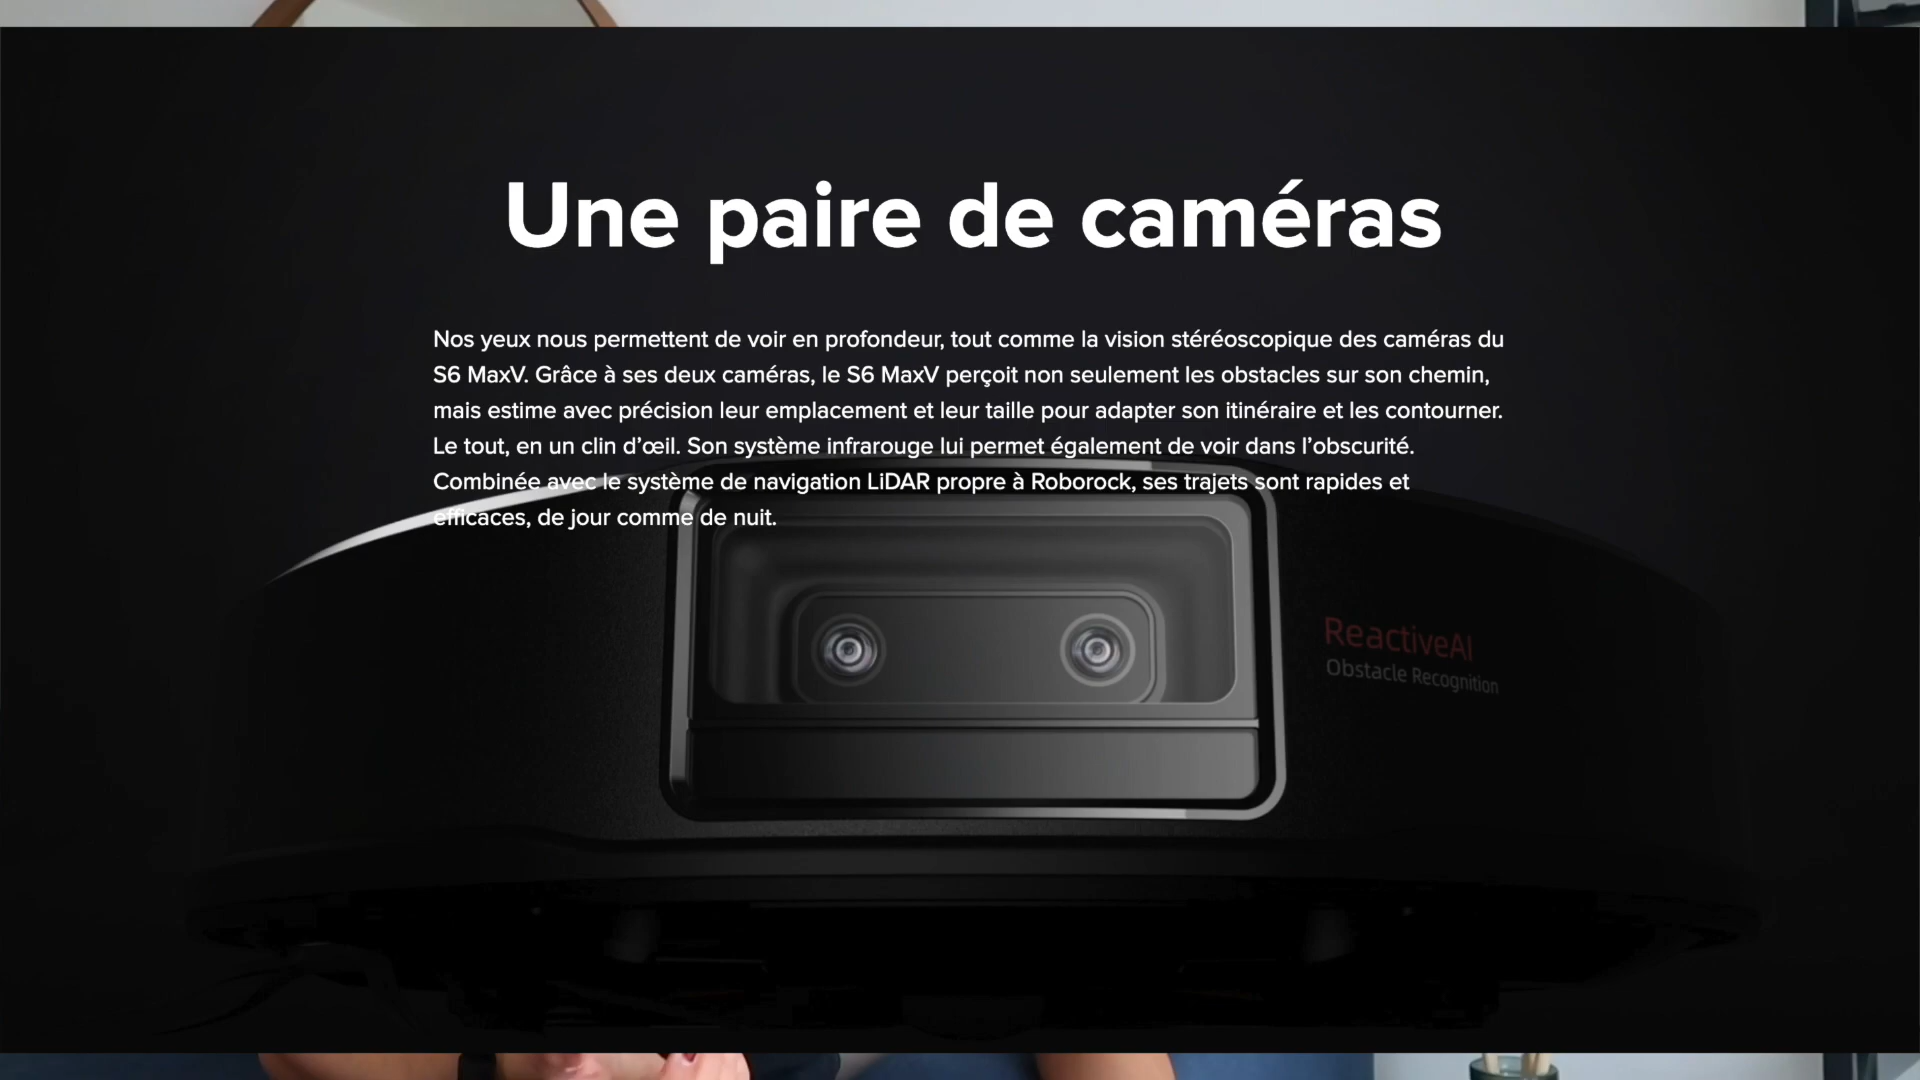 Une paire de caméras
Nos yeux nous permettent de voir en profondeur, tout comme la vision stéréoscopique des caméras du
S6 MaxV. Grâce à ses deux caméras, le S6 MaxV perçoit non seulement les obstacles sur son chemin,
mais estime avec précision leur emplacement et leur taille pour adapter son itinéraire et les contourner.
Le tout, en un clin d’œil. Son système infrarouge lui permet également de voir dans l’obscurité.
Combinée avec le système de navigation LiDAR propre à Roborock, ses trajets sont rapides et
efficaces, de jour comme de nuit.
ReactiveAI
Obstacle Recognition